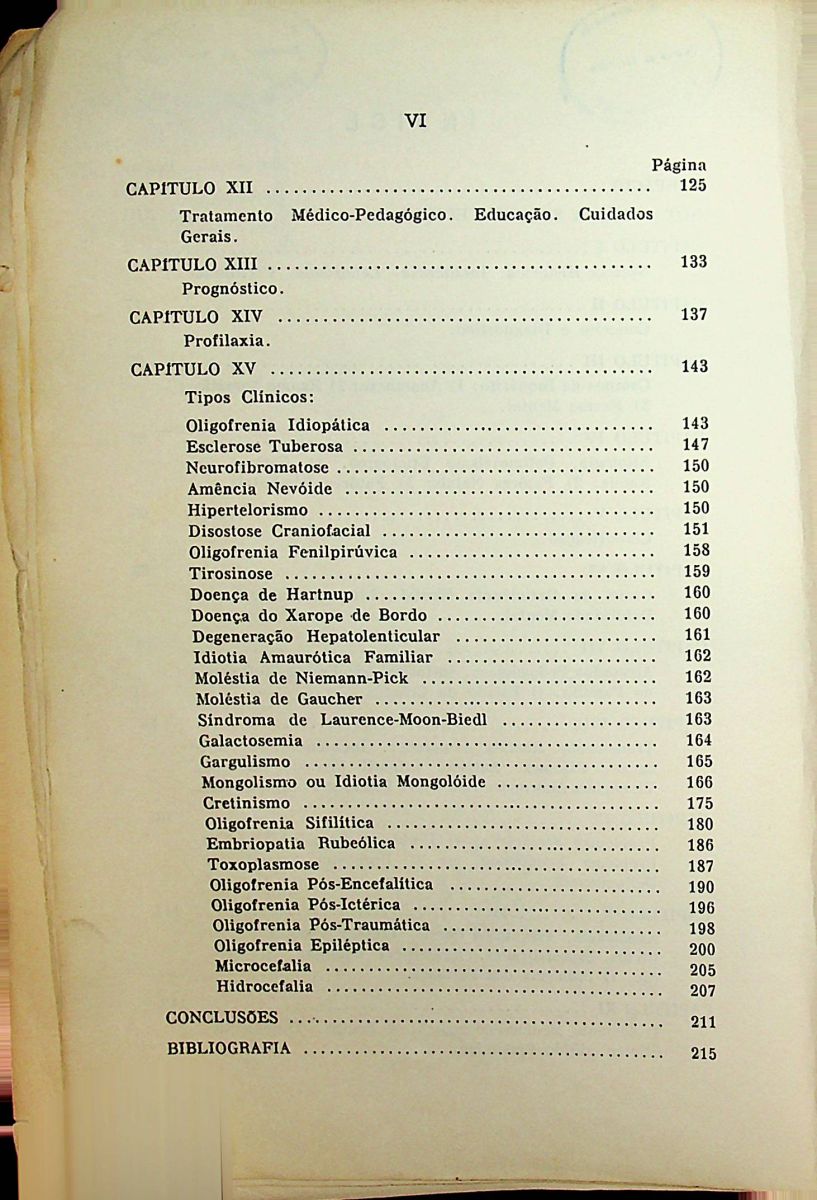 VI
Página
CAPÍTULO XII ........................................... 125
Tratamento Médico-Pedagógico. Educação. Cuidados
Gerais.
CAPÍTULO XIII ........................................... 133
Prognóstico.
CAPÍTULO XIV .......................................... 137
Profilaxia.
CAPÍTULO XV ........................................... 143
Tipos Clínicos:
Oligofrenia Idiopática .............................. 143
Esclerose Tuberosa .................................. 147
Neurofibromatose .................................... 150
Amência Nevóide ................................... 150
Hipertelorismo ...................................... 150
Disostose Craniofacial ............................... 151
Oligofrenia Fenilpirúvica ............................ 158
Tirosinose .......................................... 159
Doença de Hartnup ................................. 160
Doença do Xarope de Bordo ......................... 160
Degeneração Hepatolenticular ....................... 161
Idiotia Amaurótica Familiar ........................ 162
Moléstia de Niemann-Pick ........................... 162
Moléstia de Gaucher ................................ 163
Síndroma de Laurence-Moon-Biedl .................. 163
Galactosemia ....................................... 164
Gargulismo ........................................ 165
Mongolismo ou Idiotia Mongolóide .................. 166
Cretinismo ......................................... 175
Oligofrenia Sifilítica ............................... 180
Embriopatia Rubeólica ............................ 186
Toxoplasmose ..................................... 187
Oligofrenia Pós-Encefalítica ........................ 190
Oligofrenia Pós-Ictérica ............................ 196
Oligofrenia Pós-Traumática ......................... 198
Oligofrenia Epiléptica .............................. 200
Microcefalia ...................................... 205
Hidrocefalia ...................................... 207
CONCLUSÕES .......................................... 211
BIBLIOGRAFIA ........................................ 215